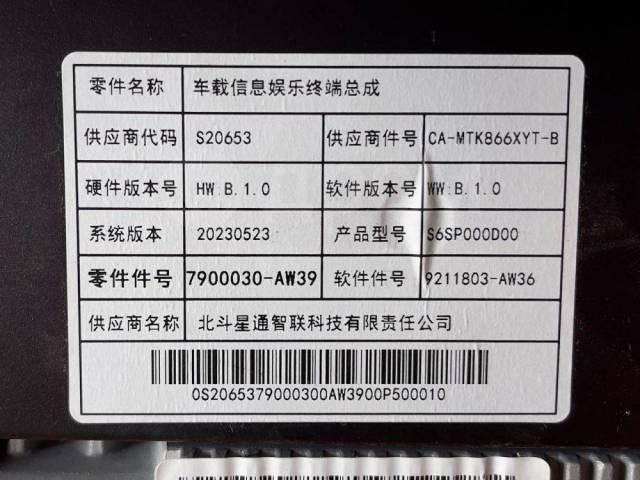 零件名称 车载信息娱乐终端总成
供应商代码 S20653 供应商件号 CA-MTK866XYT-B
硬件版本号 HW.B.1.0 软件版本号 WW:B.1.0
系统版本 20230523 产品型号 S6SP000D00
零件件号 7900030-AW39 软件件号 9211803-AW36
供应商名称 北斗星通智联科技有限责任公司
0S2065379000300AW3900P500010